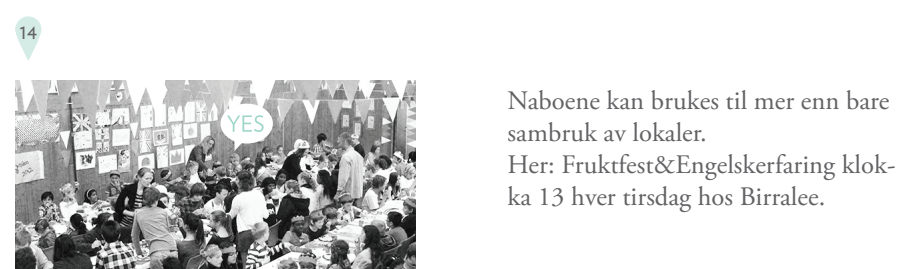 14
YES
Naboene kan brukes til mer enn bare
sambruk av lokaler.
Her: Fruktfest&Engelskerfaring klok-
ka 13 hver tirsdag hos Birralee.